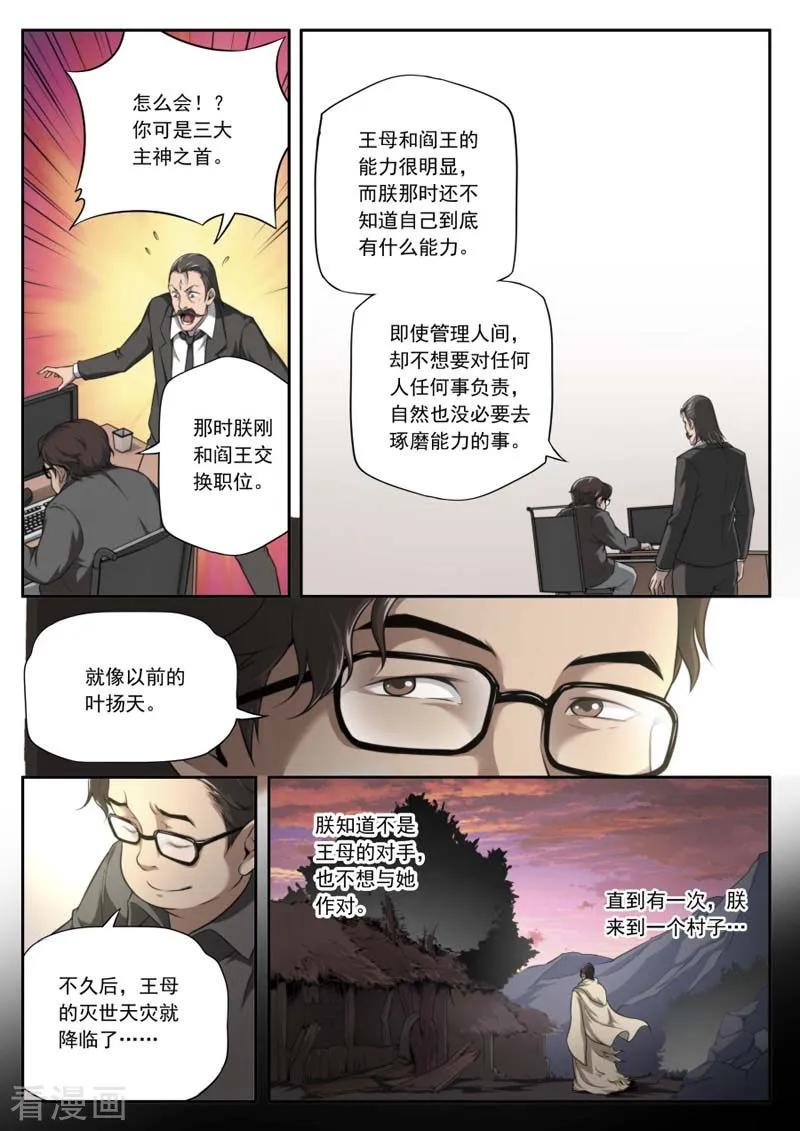 怎么会！？
你可是三大
主神之首。
那时朕刚
和阎王交
换职位。
王母和阎王的
能力很明显，
而朕那时还不
知道自己到底
有什么能力。
即使管理人间，
却不想要对任何
人任何事负责，
自然也没必要去
琢磨能力的事。
就像以前的
叶扬天。
不久后，王母
的灭世天灾就
降临了……
朕知道不是
王母的对手，
也不想与她
作对。
直到有一次，朕
来到一个村子…
看漫画